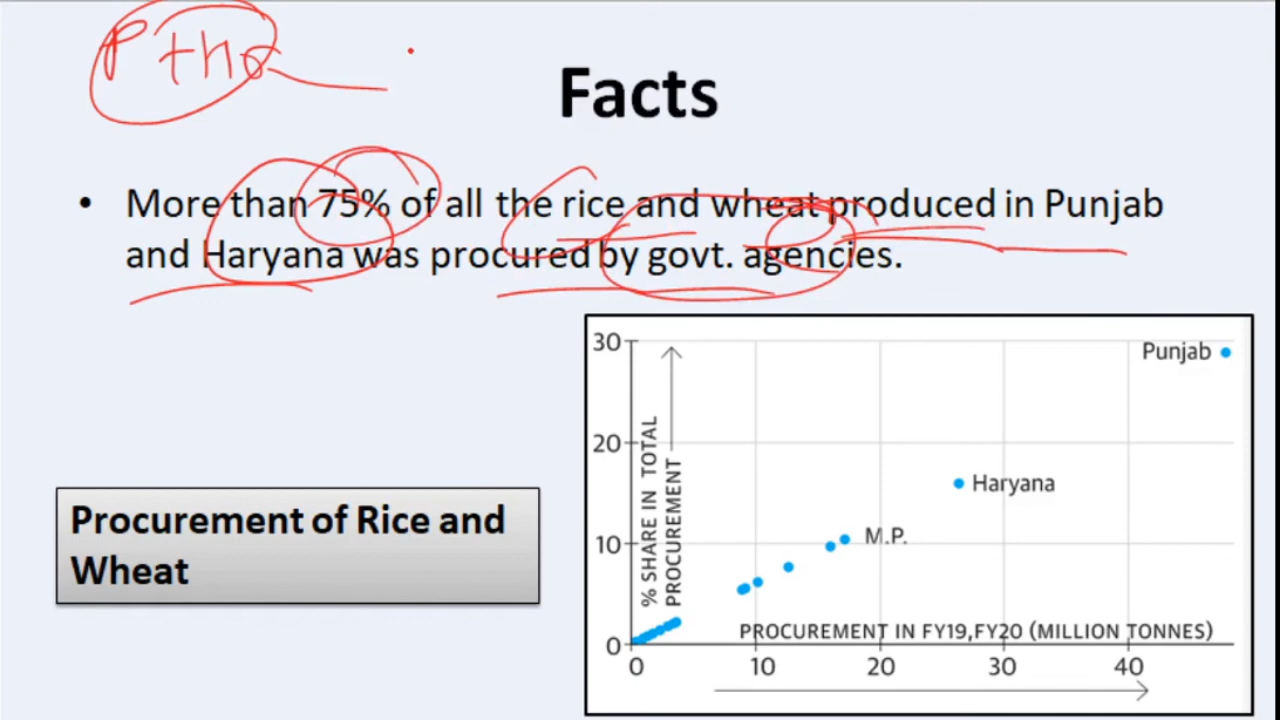 P + H
Facts
• More than 75% of all the rice and wheat produced in Punjab
and Haryana was procured by govt. agencies.
Procurement of Rice and
Wheat
30
20
10
0
% SHARE IN TOTAL
PROCUREMENT
Punjab
Haryana
M.P.
PROCUREMENT IN FY19,FY20 (MILLION TONNES)
0 10 20 30 40